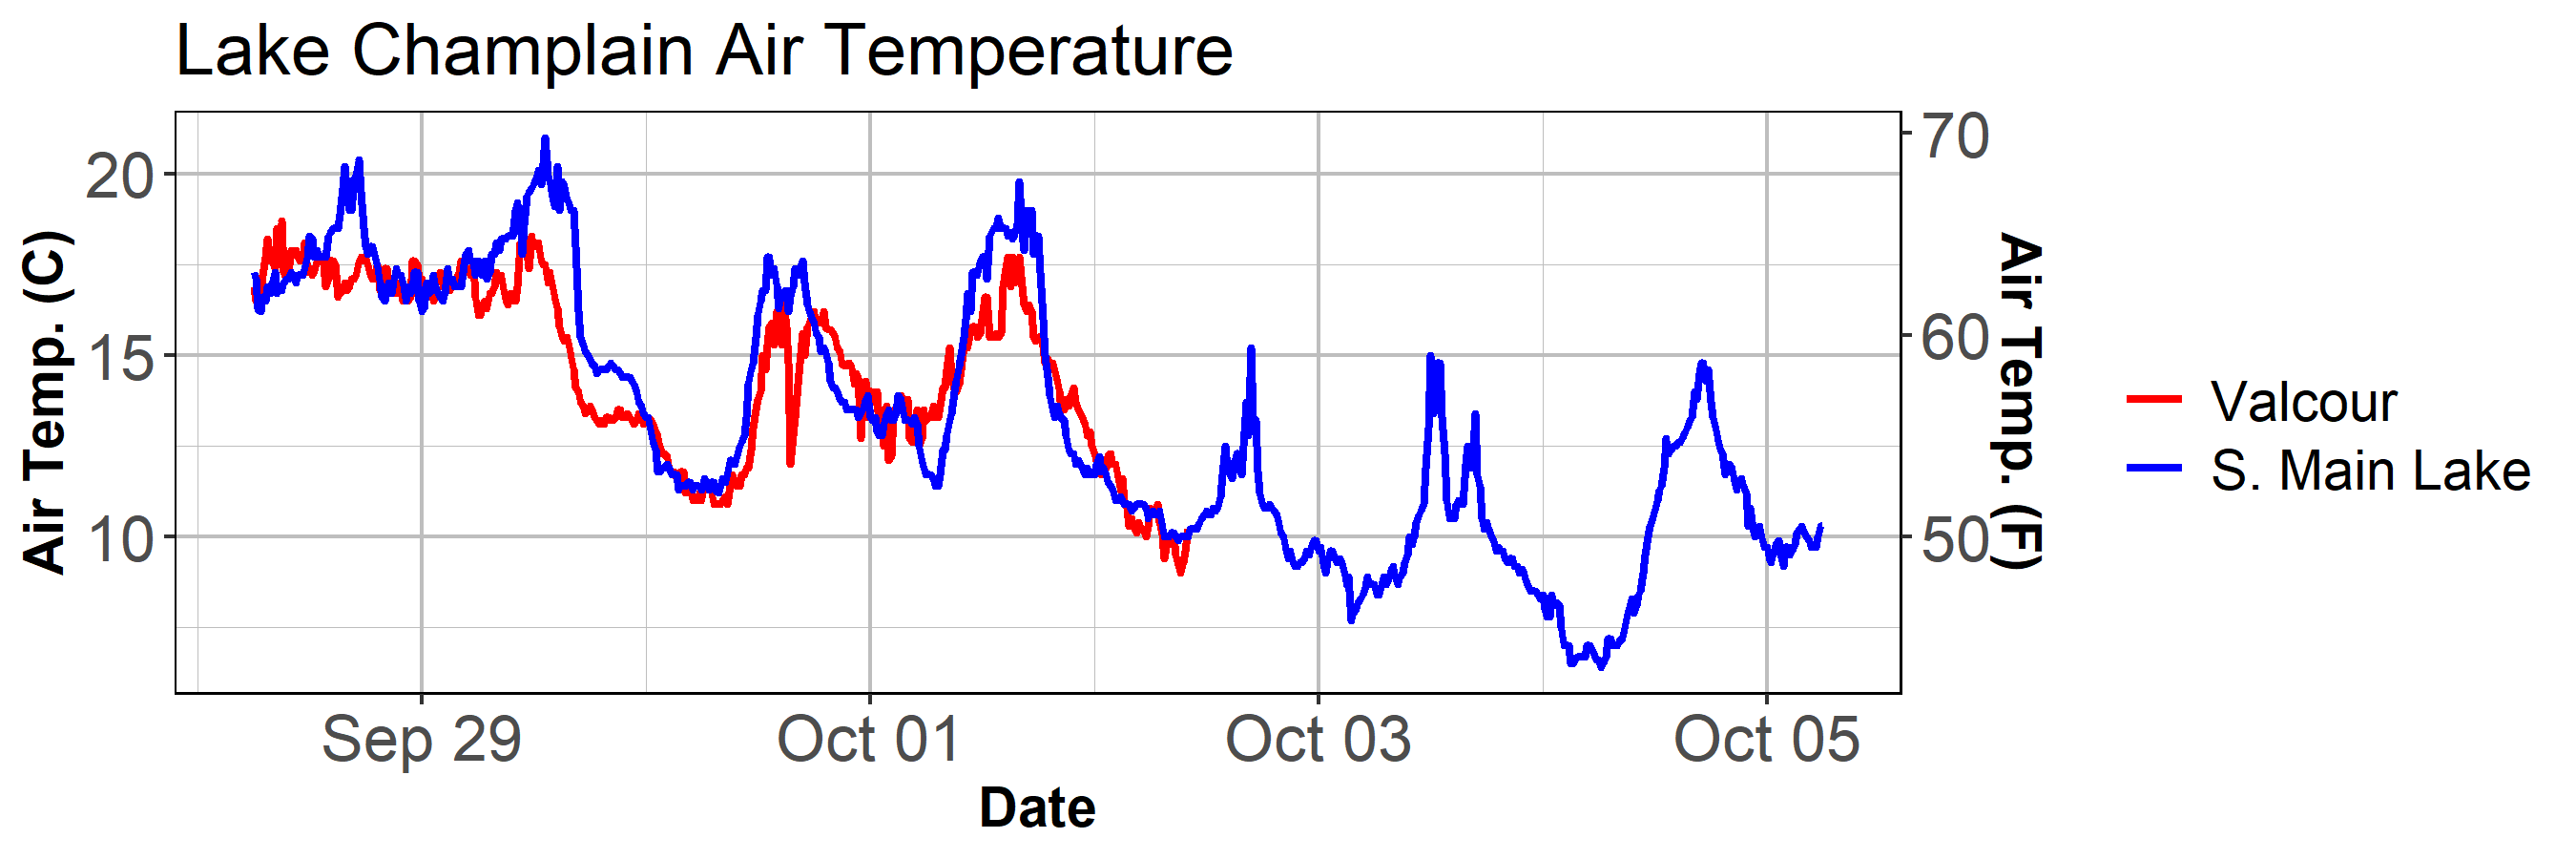 Lake Champlain Air Temperature
Air Temp. (C)
20
15
10
70
60
50
Air Temp. (F)
Sep 29
Oct 01
Oct 03
Oct 05
Date
Valcour
S. Main Lake